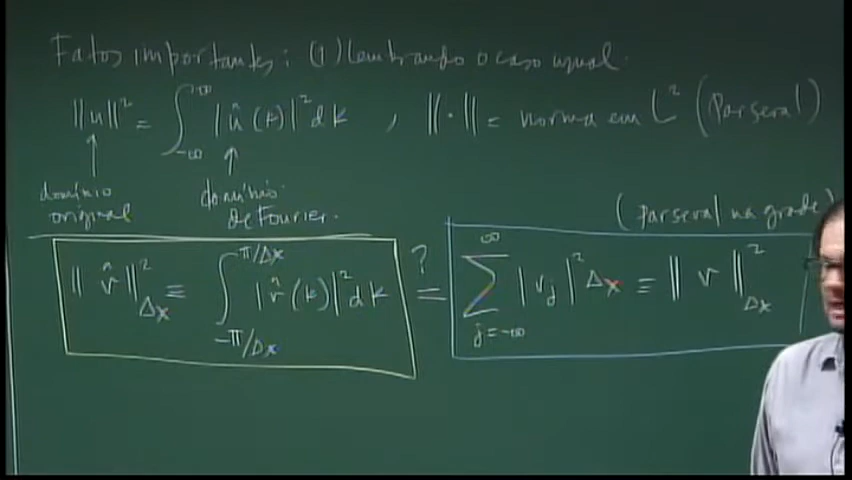 Fatos importantes: (1) lembrando o caso usual.
||u||² = ∫_{-∞}^{∞} |û(k)|² dk , ||·|| = norma em L² (Parseval)
domínio original
domínio de Fourier.
(Parseval na grade)
||v̂||²_{Δx} ≡ ∫_{-π/Δx}^{π/Δx} |v̂(k)|² dk =? ∑_{j=-∞}^{∞} |v_j|² Δx ≡ ||v||²_{Δx}